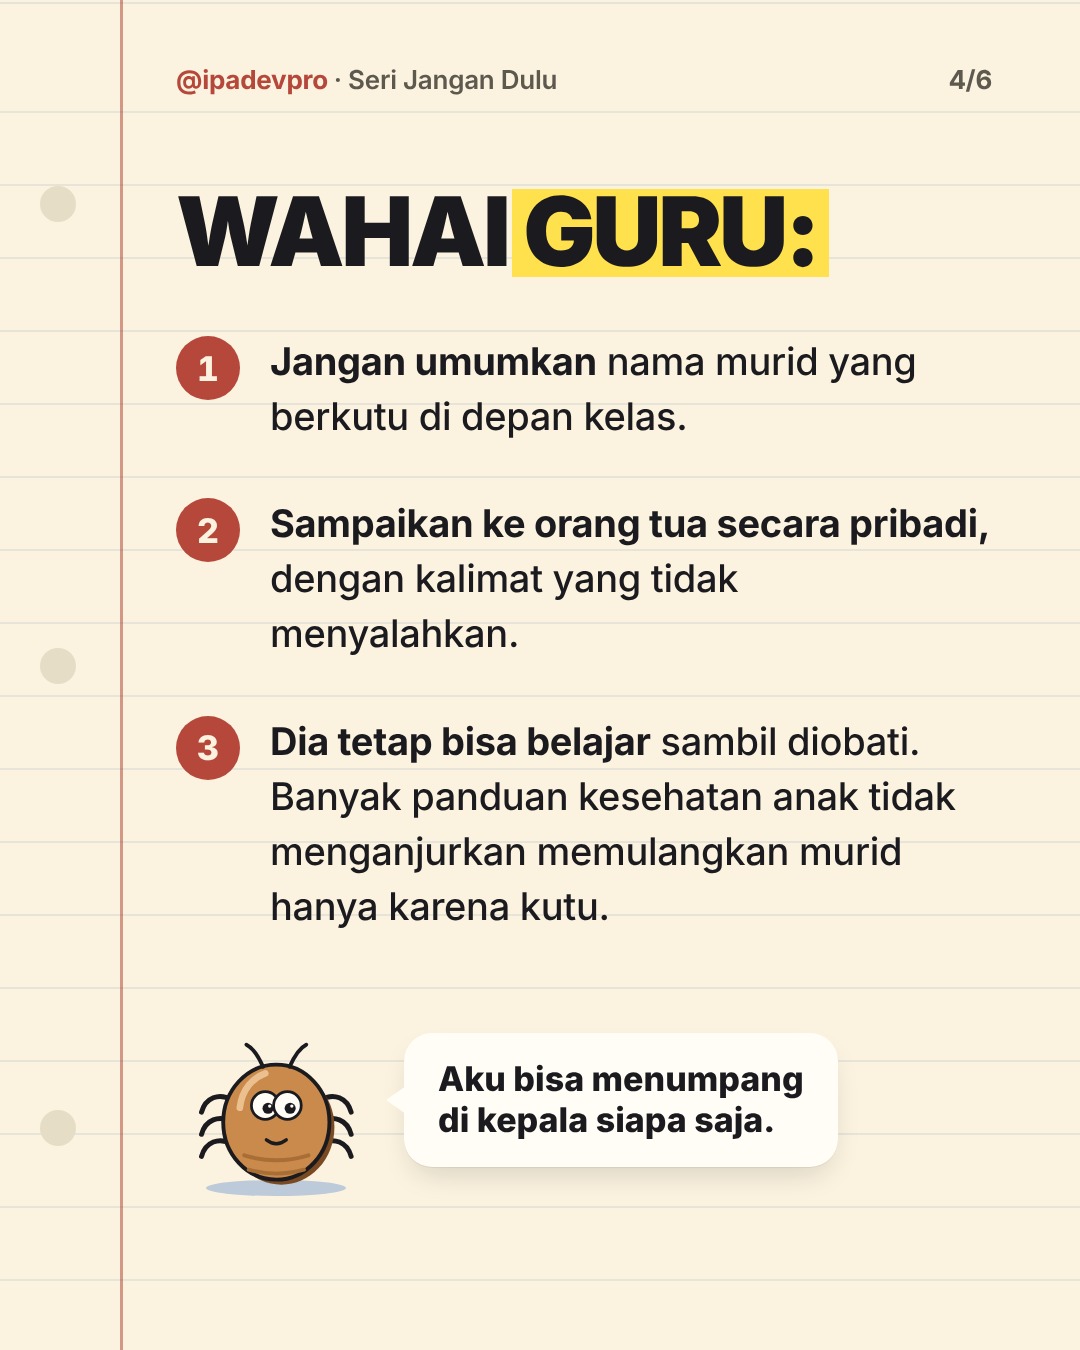 @ipadevpro · Seri Jangan Dulu
4/6
WAHAI GURU:
1
Jangan umumkan nama murid yang
berkutu di depan kelas.
2
Sampaikan ke orang tua secara pribadi,
dengan kalimat yang tidak
menyalahkan.
3
Dia tetap bisa belajar sambil diobati.
Banyak panduan kesehatan anak tidak
menganjurkan memulangkan murid
hanya karena kutu.
Aku bisa menumpang
di kepala siapa saja.